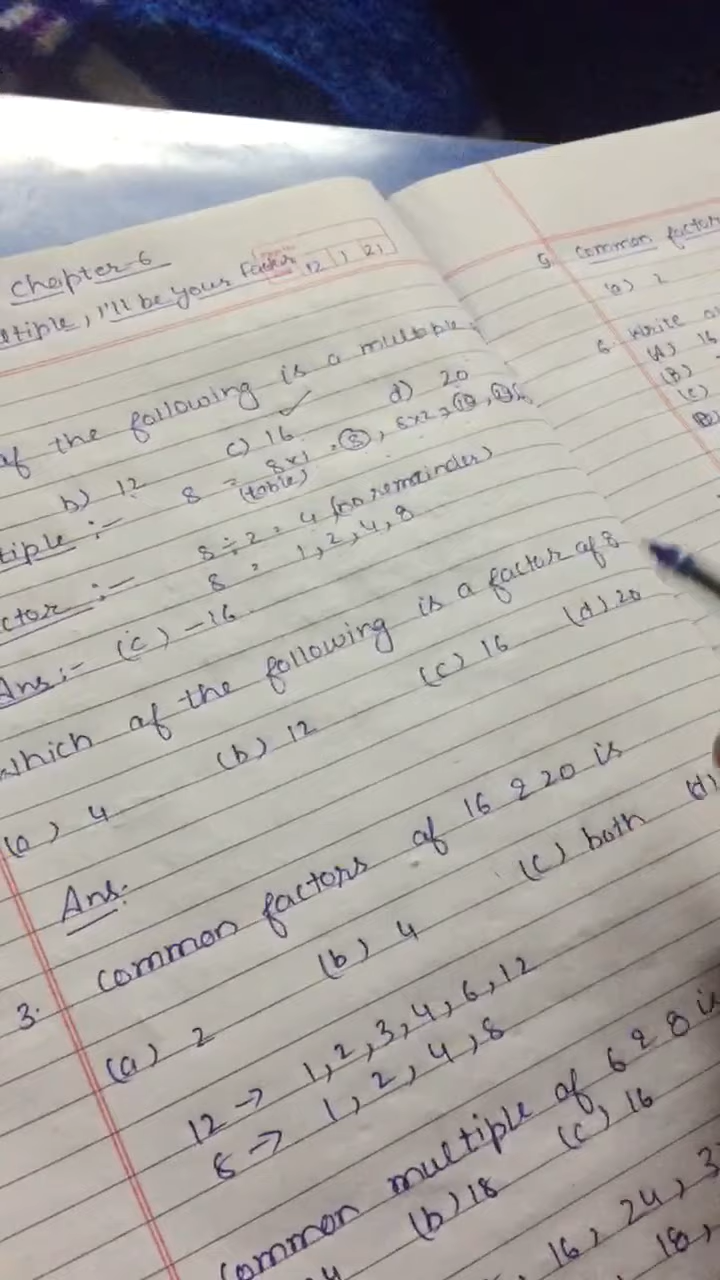 Chapter-6
ltiple, I'll be your Factor
12 1 21
of the following is a multiple
b) 12 c) 16 ✓ d) 20
tiple :- 8 = 8x1 = 8,
(table)
ctor :- 8 ÷ 2 = 4 (no remainder)
8 = 1, 2, 4, 8
Ans :- (c) - 16.
which of the following is a factor of 8
(a) 4 (b) 12 (c) 16 (d) 20
Ans:
3. common factors of 16 & 20 is
(a) 2 (b) 4 (c) both (d)
12 → 1, 2, 3, 4, 6, 12
8 → 1, 2, 4, 8
common multiple of 6 & 8 is
(b) 18 (c) 16
16, 24, 3
18,
5. common factor
(a) 2
6. Write
(A) 16
(B)
(C)